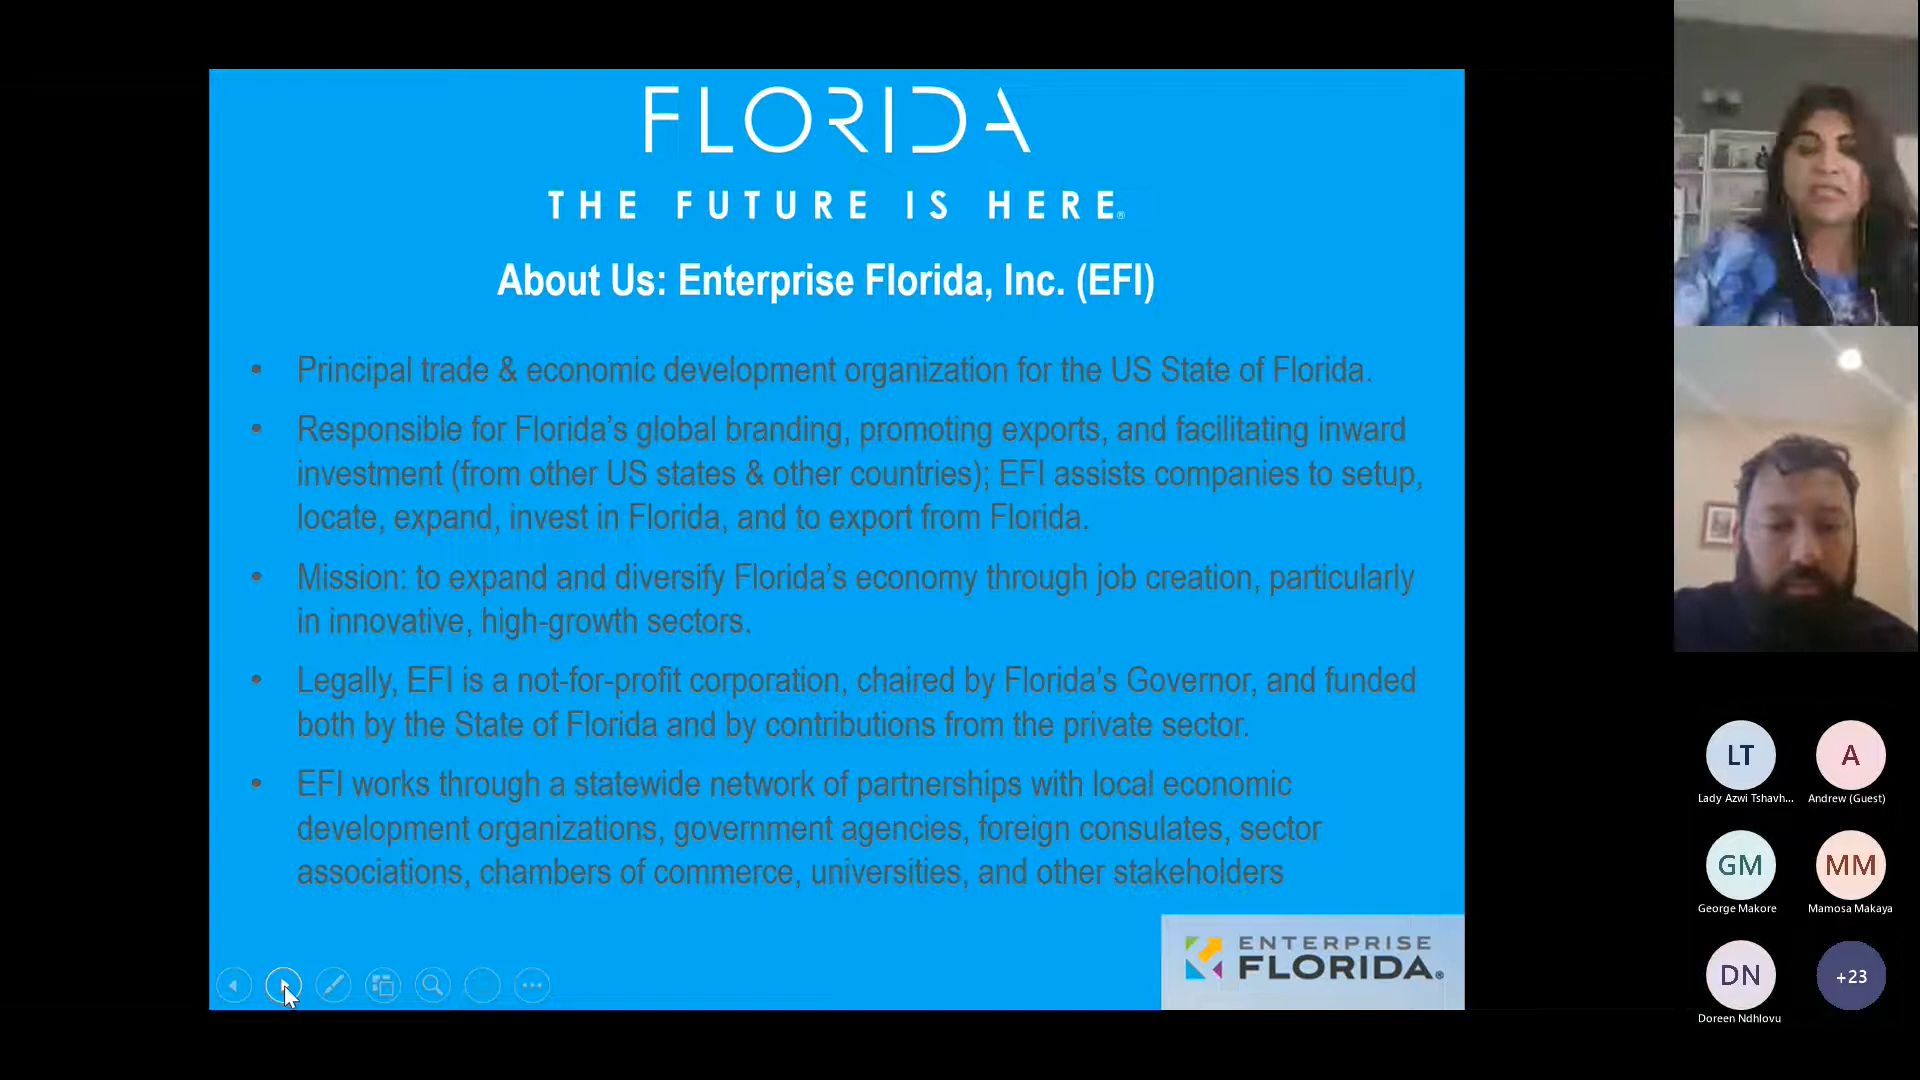 FLORIDA
THE FUTURE IS HERE®
About Us: Enterprise Florida, Inc. (EFI)
• Principal trade & economic development organization for the US State of Florida.
• Responsible for Florida’s global branding, promoting exports, and facilitating inward
investment (from other US states & other countries); EFI assists companies to setup,
locate, expand, invest in Florida, and to export from Florida.
• Mission: to expand and diversify Florida’s economy through job creation, particularly
in innovative, high-growth sectors.
• Legally, EFI is a not-for-profit corporation, chaired by Florida’s Governor, and funded
both by the State of Florida and by contributions from the private sector.
• EFI works through a statewide network of partnerships with local economic
development organizations, government agencies, foreign consulates, sector
associations, chambers of commerce, universities, and other stakeholders
ENTERPRISE
FLORIDA®
LT
Lady Azwi Tshavh...
A
Andrew (Guest)
GM
George Makore
MM
Mamosa Makaya
DN
Doreen Ndhlovu
+23